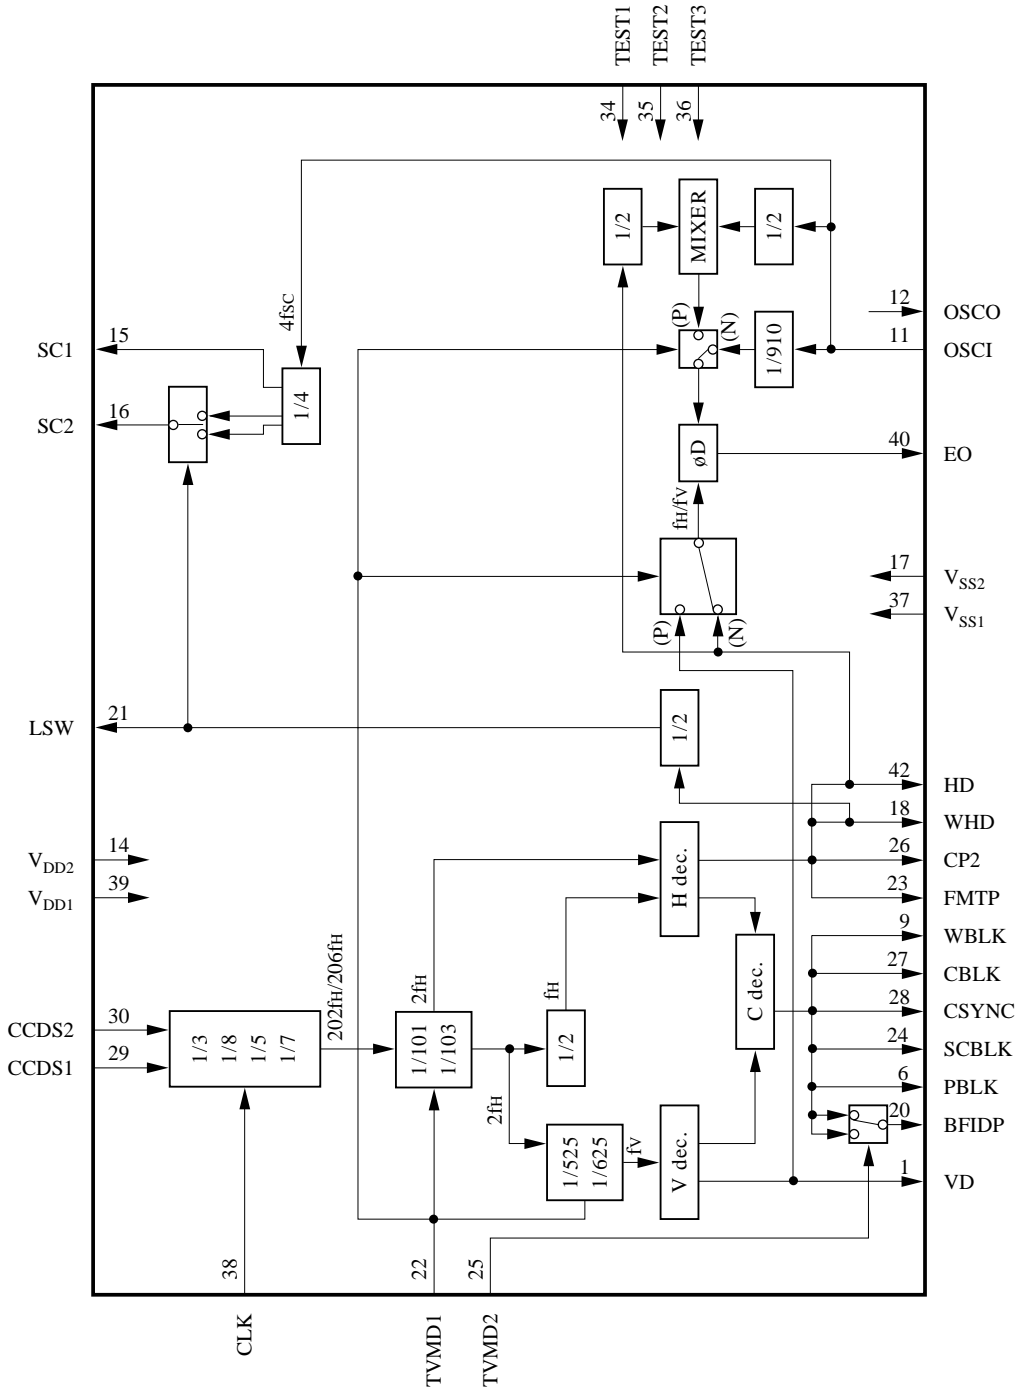 TEST1
TEST2
TEST3
34
35
36
4fSC
1/2
MIXER
1/2
12
OSCO
15
SC1
(P)
(N)
1/910
11
OSCI
16
SC2
1/4
øD
40
EO
fH/fV
17
VSS2
37
VSS1
(P)
(N)
21
LSW
1/2
42
HD
18
WHD
14
VDD2
26
CP2
39
VDD1
H dec.
23
FMTP
9
WBLK
27
CBLK
202fH/206fH
2fH
fH
C dec.
30
CCDS2
28
CSYNC
29
CCDS1
1/3
1/8
1/5
1/7
1/101
1/103
1/2
24
SCBLK
6
PBLK
2fH
20
BFIDP
1/525
1/625
fV
V dec.
1
VD
38
22
25
CLK
TVMD1
TVMD2